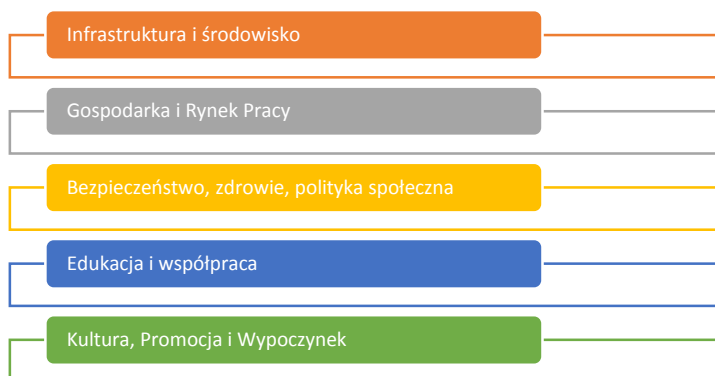 Infrastruktura i środowisko
Gospodarka i Rynek Pracy
Bezpieczeństwo, zdrowie, polityka społeczna
Edukacja i współpraca
Kultura, Promocja i Wypoczynek